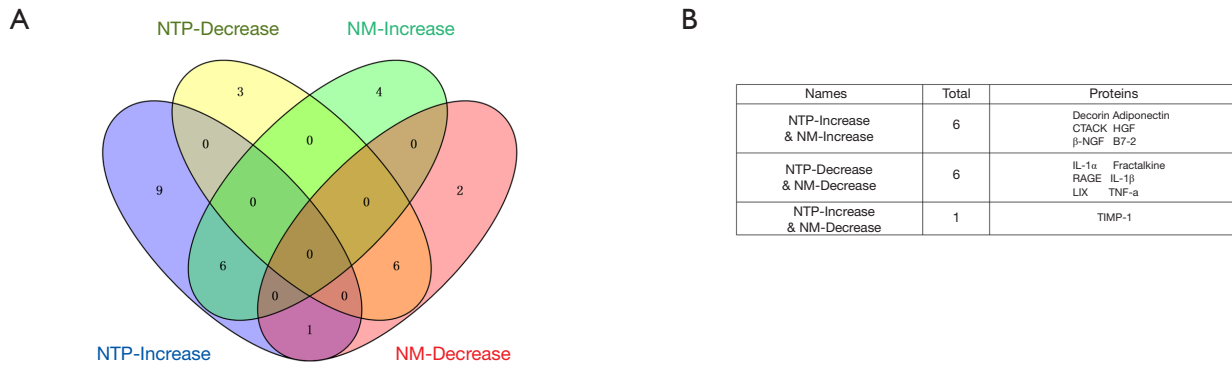 A
NTP-Decrease NM-Increase
3 4
0 0 0
9 2
0 0
0
6 6
0 0
1
NTP-Increase NM-Decrease
B
Names Total Proteins
NTP-Increase
& NM-Increase
6
Decorin Adiponectin
CTACK HGF
β-NGF B7-2
NTP-Decrease
& NM-Decrease
6
IL-1α Fractalkine
RAGE IL-1β
LIX TNF-a
NTP-Increase
& NM-Decrease
1
TIMP-1